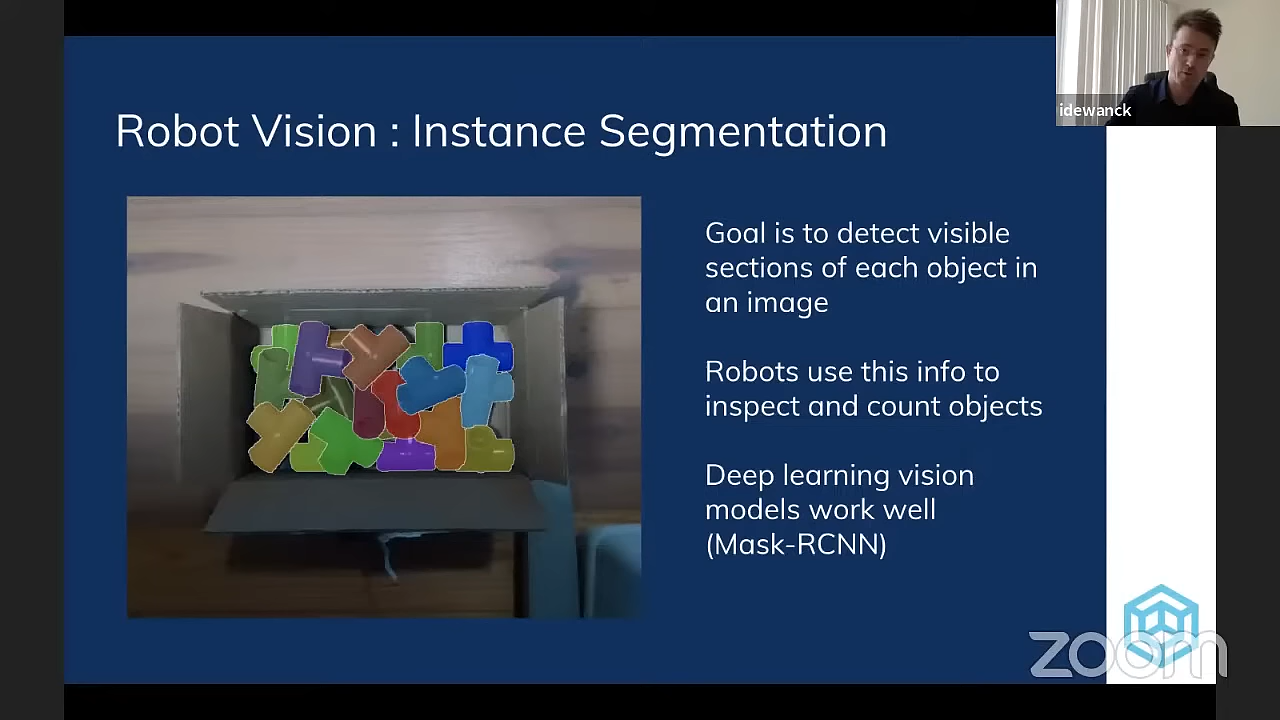 idewanck
Robot Vision : Instance Segmentation
Goal is to detect visible
sections of each object in
an image
Robots use this info to
inspect and count objects
Deep learning vision
models work well
(Mask-RCNN)
zoom